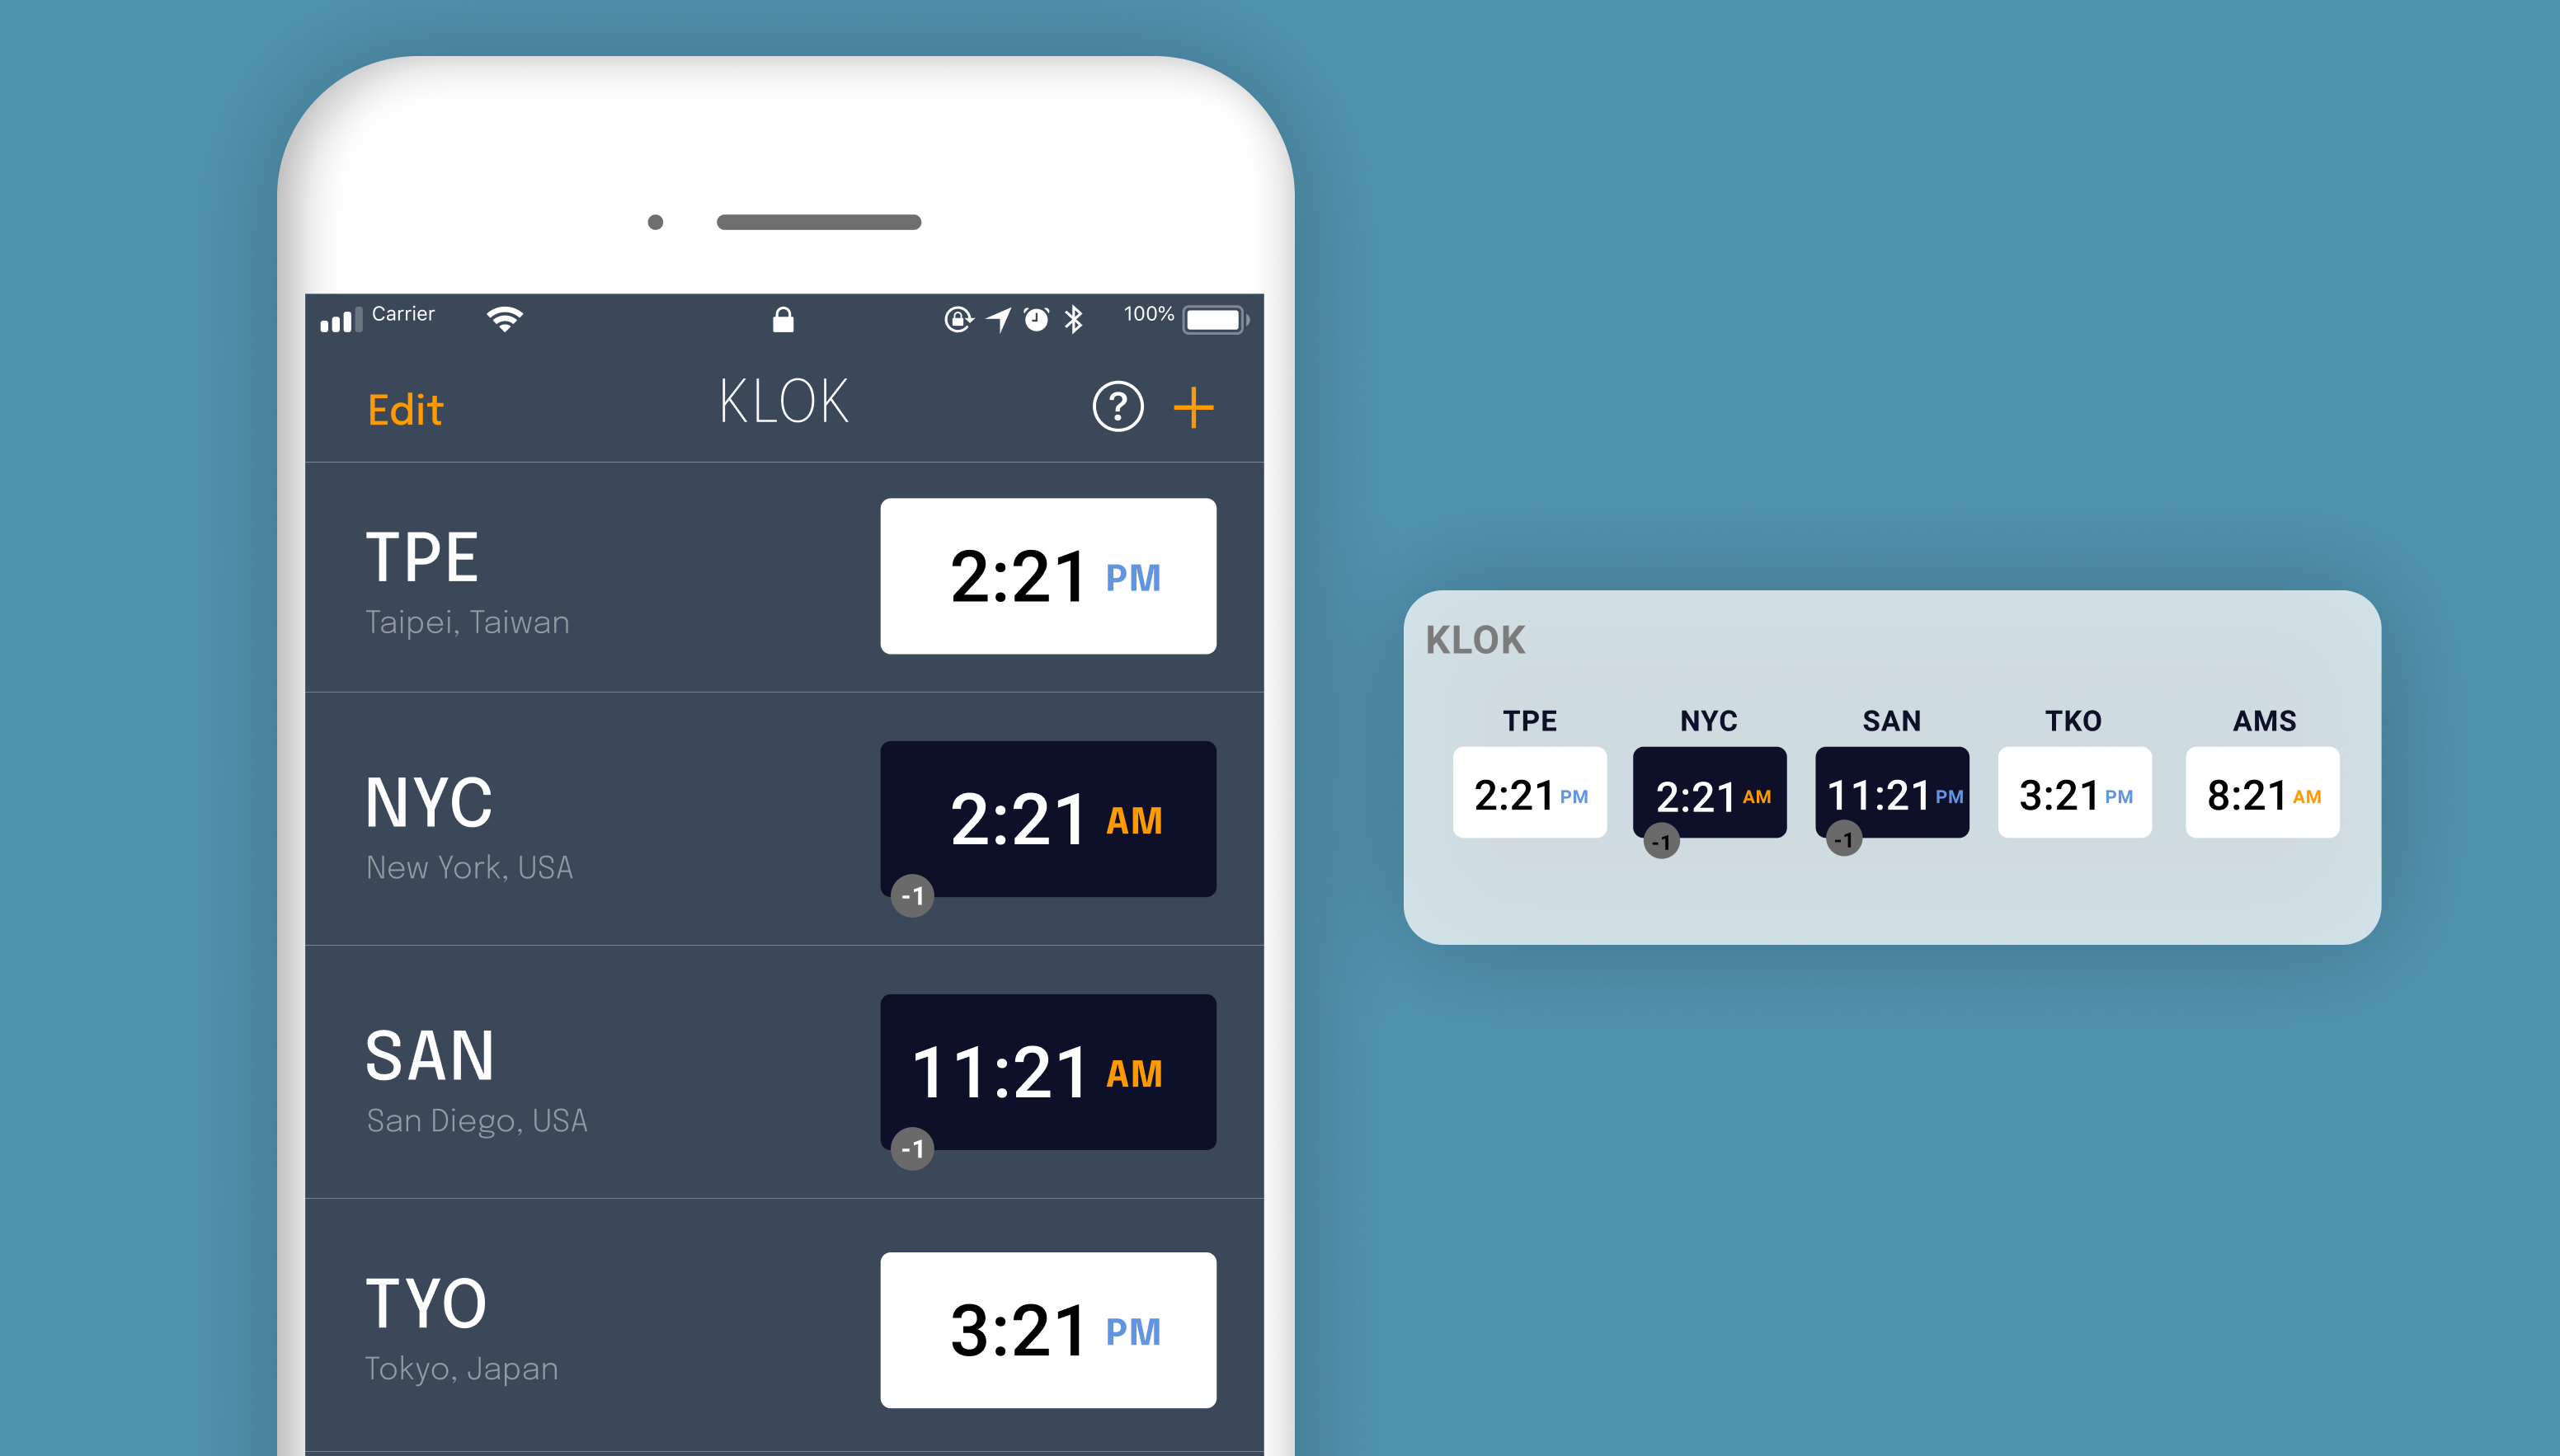 Carrier
100%
Edit KLOK ? +
TPE
Taipei, Taiwan
2:21 PM
NYC
New York, USA
2:21 AM
-1
SAN
San Diego, USA
11:21 AM
-1
TYO
Tokyo, Japan
3:21 PM
KLOK
TPE NYC SAN TKO AMS
2:21 PM 2:21 AM 11:21 PM 3:21 PM 8:21 AM
-1 -1